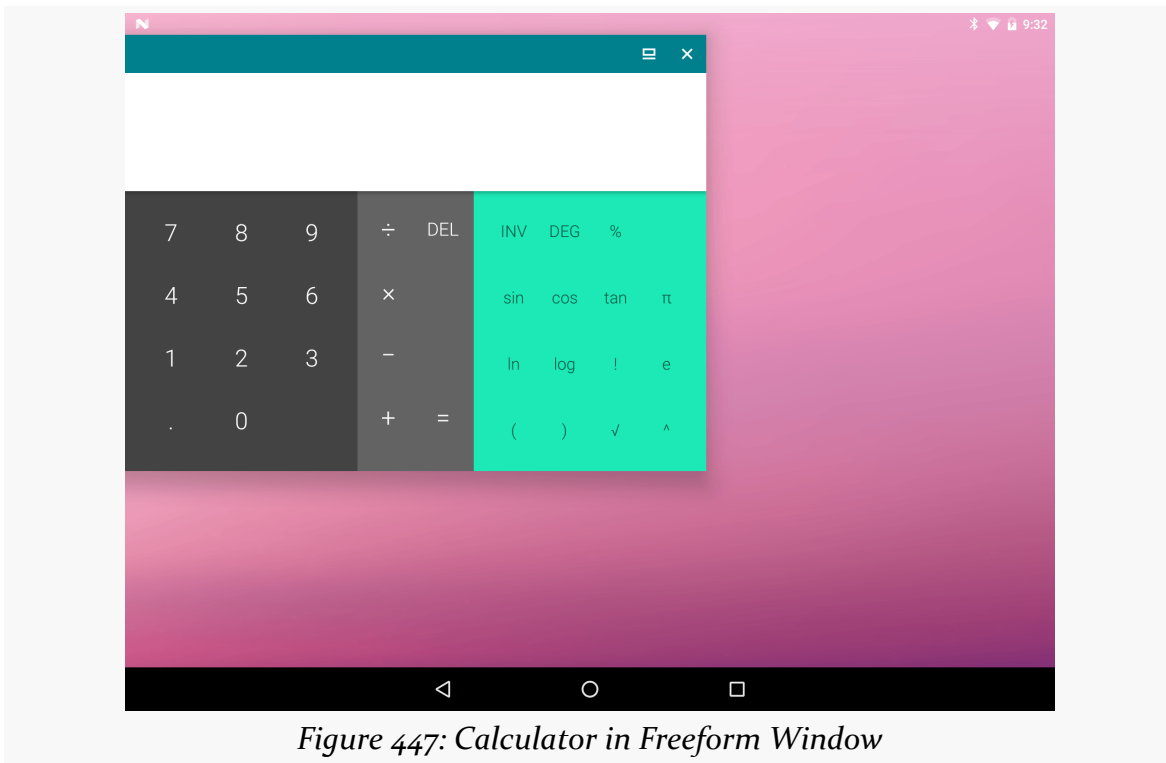 9:32
7 8 9 ÷ DEL INV DEG %
4 5 6 × sin cos tan π
1 2 3 − ln log ! e
. 0 + = ( ) √ ^
Figure 447: Calculator in Freeform Window